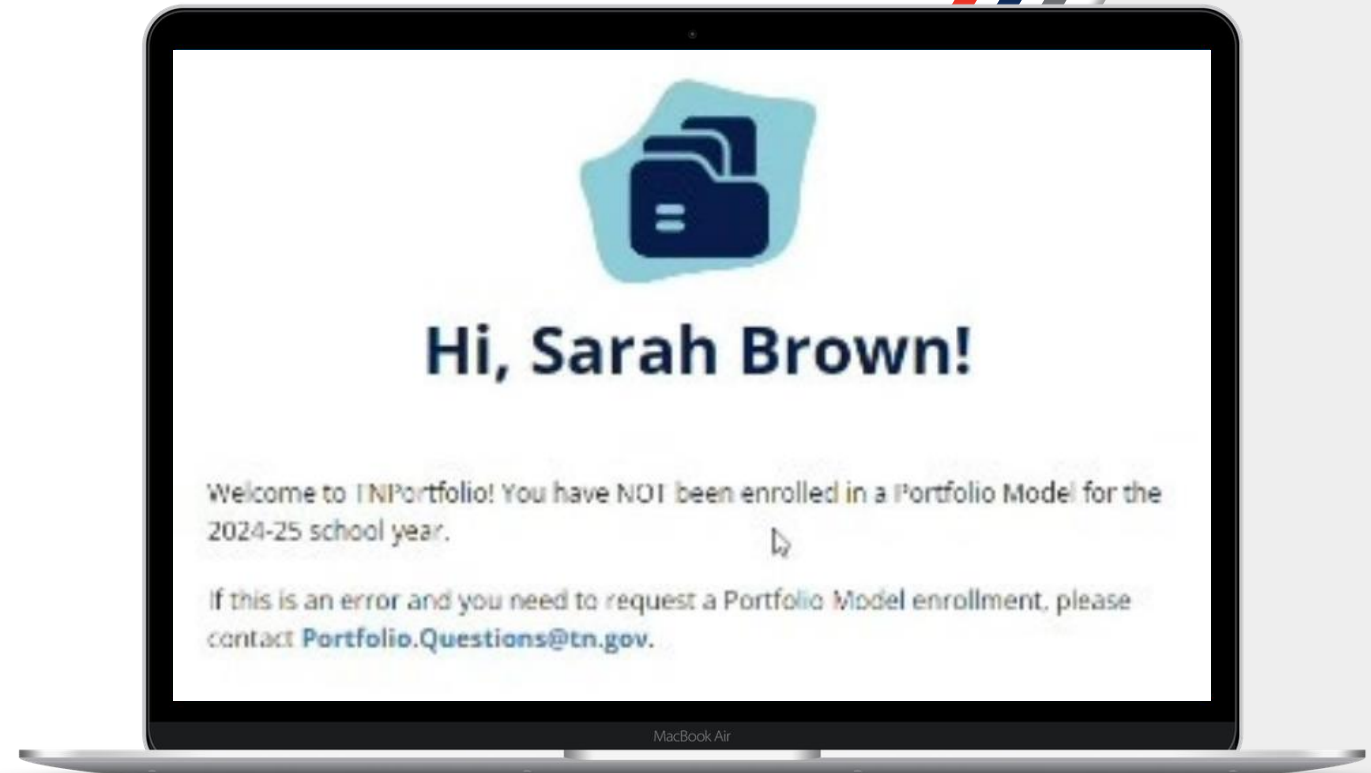 Hi, Sarah Brown!
Welcome to TNPortfolio! You have NOT been enrolled in a Portfolio Model for the
2024-25 school year.
If this is an error and you need to request a Portfolio Model enrollment, please
contact Portfolio.Questions@tn.gov.
MacBook Air